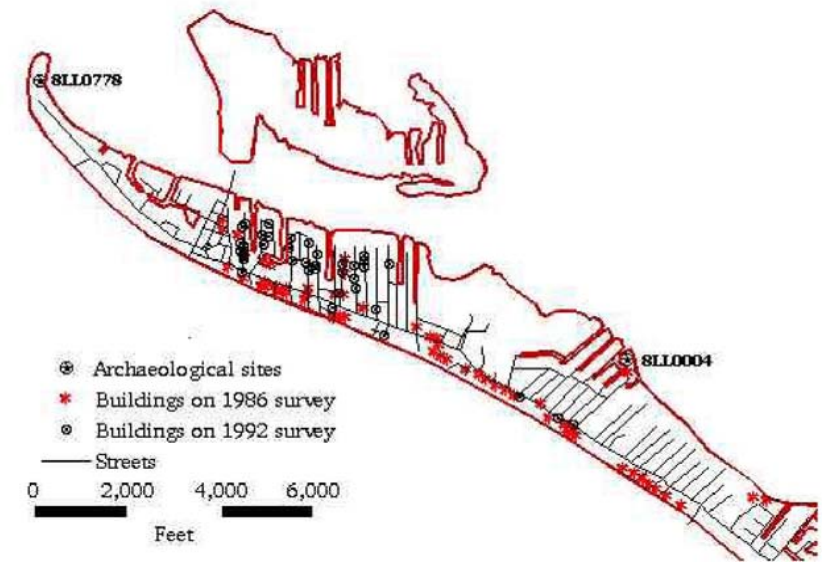 8LL0778
8LL0004
Archaeological sites
Buildings on 1986 survey
Buildings on 1992 survey
Streets
0 2,000 4,000 6,000
Feet